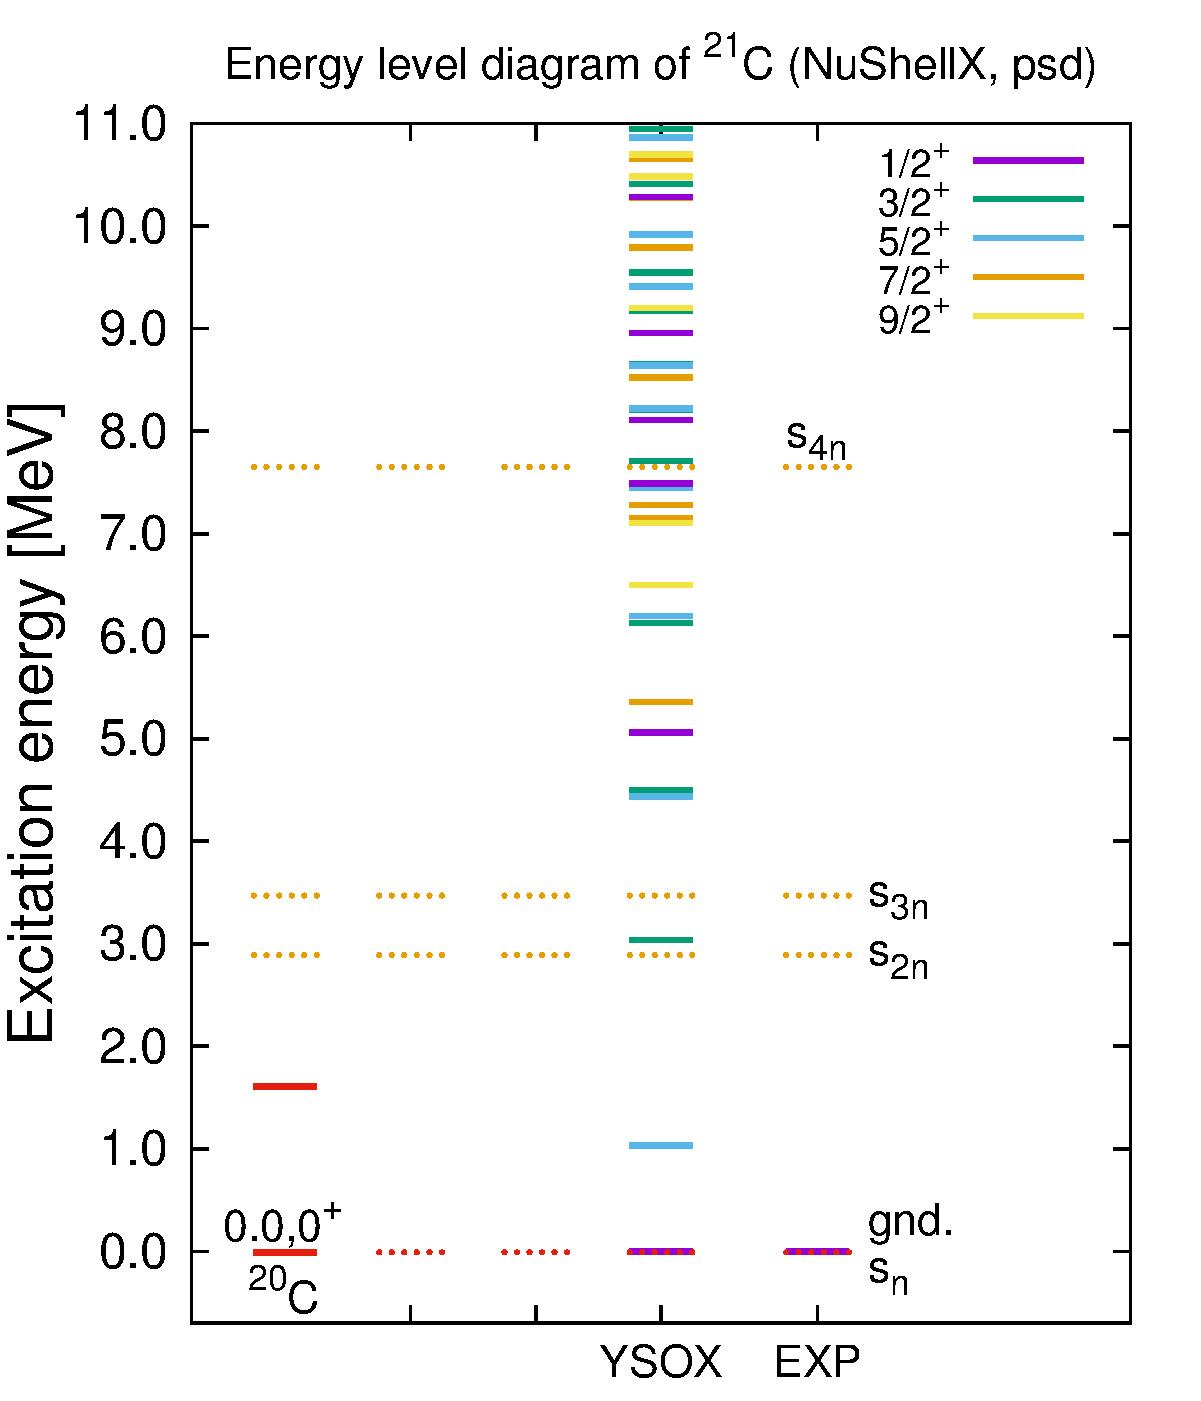 Energy level diagram of ²¹C (NuShellX, psd)
Excitation energy [MeV]
11.0
10.0
9.0
8.0
7.0
6.0
5.0
4.0
3.0
2.0
1.0
0.0
1/2⁺
3/2⁺
5/2⁺
7/2⁺
9/2⁺
s₄ₙ
s₃ₙ
s₂ₙ
gnd.
sₙ
0.0,0⁺
²⁰C
YSOX EXP